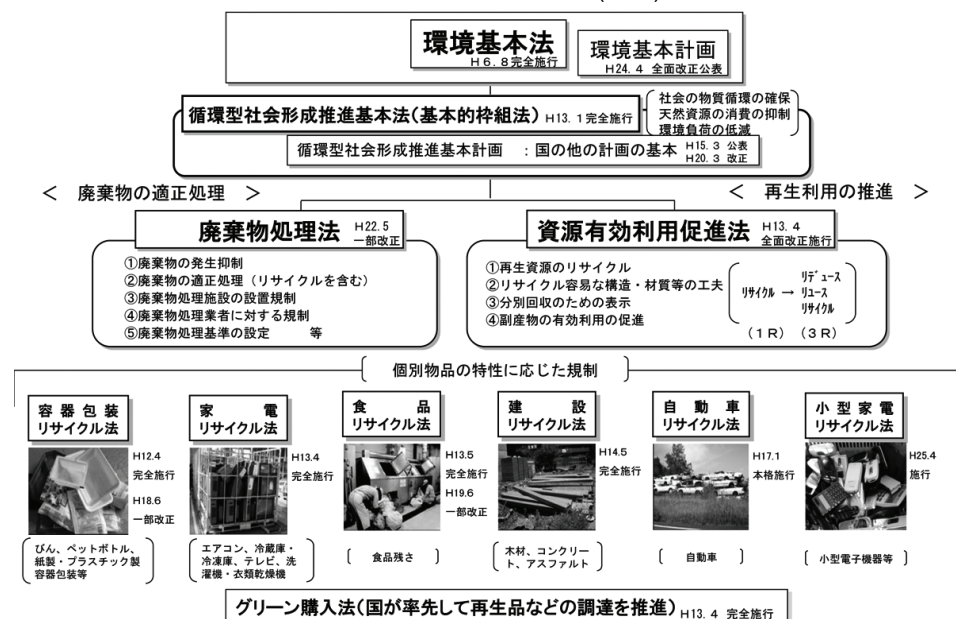 環境基本法
H6.8完全施行
環境基本計画
H24.4 全面改正公表
循環型社会形成推進基本法(基本的枠組法) H13.1完全施行
社会の物質循環の確保
天然資源の消費の抑制
環境負荷の低減
循環型社会形成推進基本計画 :国の他の計画の基本
H15.3 公表
H20.3 改正
< 廃棄物の適正処理 >
< 再生利用の推進 >
廃棄物処理法
H22.5
一部改正
①廃棄物の発生抑制
②廃棄物の適正処理(リサイクルを含む)
③廃棄物処理施設の設置規制
④廃棄物処理業者に対する規制
⑤廃棄物処理基準の設定 等
資源有効利用促進法
H13.4
全面改正施行
①再生資源のリサイクル
②リサイクル容易な構造・材質等の工夫
③分別回収のための表示
④副産物の有効利用の促進
リサイクル →
リデュース
リユース
リサイクル
(1R) (3R)
個別物品の特性に応じた規制
容器包装
リサイクル法
H12.4
完全施行
H18.6
一部改正
びん、ペットボトル、
紙製・プラスチック製
容器包装等
家電
リサイクル法
H13.4
完全施行
エアコン、冷蔵庫・
冷凍庫、テレビ、洗
濯機・衣類乾燥機
食品
リサイクル法
H13.5
完全施行
H19.6
一部改正
食品残さ
建設
リサイクル法
H14.5
完全施行
木材、コンクリー
ト、アスファルト
自動車
リサイクル法
H17.1
本格施行
自動車
小型家電
リサイクル法
H25.4
施行
小型電子機器等
グリーン購入法(国が率先して再生品などの調達を推進) H13.4 完全施行